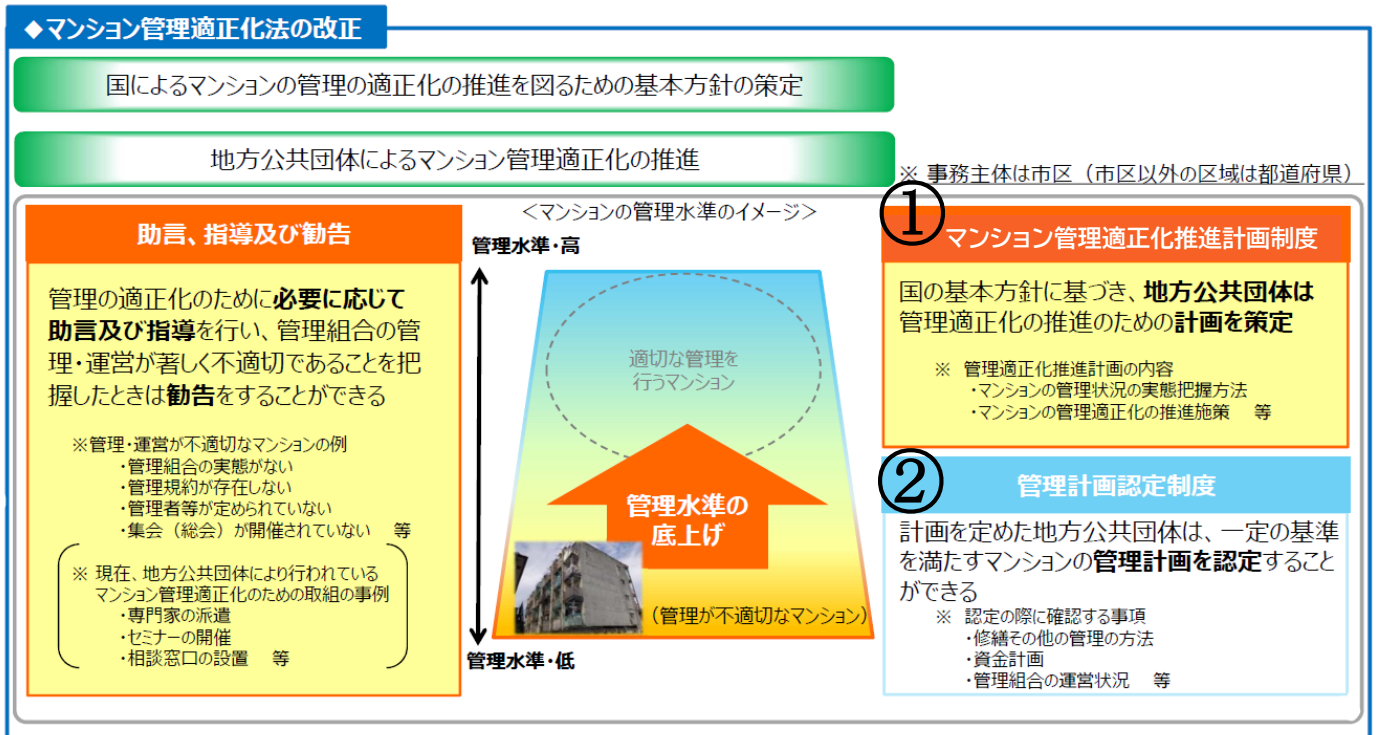 ◆マンション管理適正化法の改正
国によるマンションの管理の適正化の推進を図るための基本方針の策定
地方公共団体によるマンション管理適正化の推進
※ 事務主体は市区（市区以外の区域は都道府県）
助言、指導及び勧告
管理の適正化のために必要に応じて
助言及び指導を行い、管理組合の管
理・運営が著しく不適切であることを把
握したときは勧告をすることができる
※管理・運営が不適切なマンションの例
・管理組合の実態がない
・管理規約が存在しない
・管理者等が定められていない
・集会（総会）が開催されていない　等
※ 現在、地方公共団体により行われている
マンション管理適正化のための取組の事例
・専門家の派遣
・セミナーの開催
・相談窓口の設置　等
＜マンションの管理水準のイメージ＞
管理水準・高
適切な管理を
行うマンション
管理水準の
底上げ
（管理が不適切なマンション）
管理水準・低
①
マンション管理適正化推進計画制度
国の基本方針に基づき、地方公共団体は
管理適正化の推進のための計画を策定
※ 管理適正化推進計画の内容
・マンションの管理状況の実態把握方法
・マンションの管理適正化の推進施策　等
②
管理計画認定制度
計画を定めた地方公共団体は、一定の基準
を満たすマンションの管理計画を認定すること
ができる
※ 認定の際に確認する事項
・修繕その他の管理の方法
・資金計画
・管理組合の運営状況　等